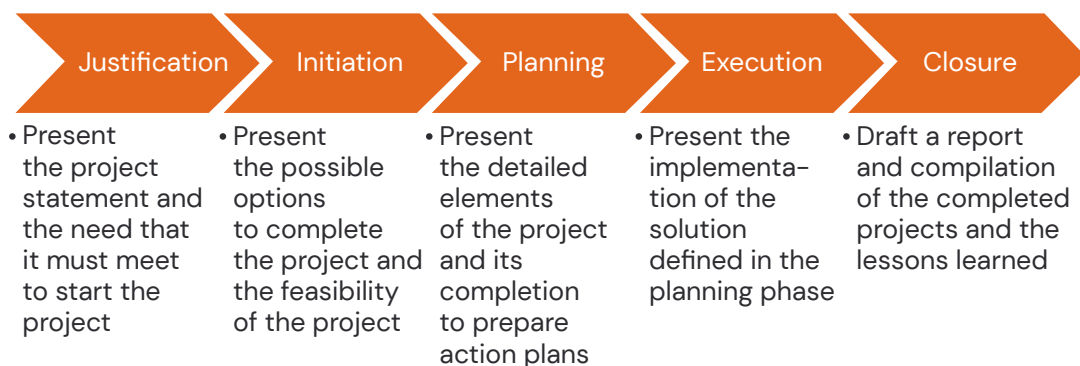 Justification
Initiation
Planning
Execution
Closure
• Present
the project
statement and
the need that
it must meet
to start the
project
• Present
the possible
options
to complete
the project and
the feasibility
of the project
• Present
the detailed
elements
of the project
and its
completion
to prepare
action plans
• Present the
implementa-
tion of the
solution
defined in the
planning phase
• Draft a report
and compilation
of the completed
projects and the
lessons learned